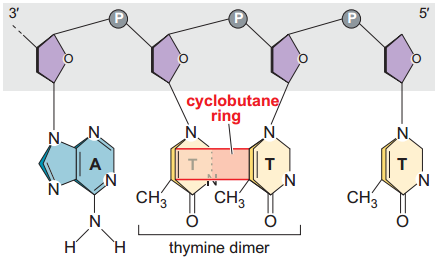 3′ P P P 5′
O O O O
cyclobutane
ring
N N N N N
A T T T
N N N N N
CH3 CH3 CH3
N O O O
H H
thymine dimer